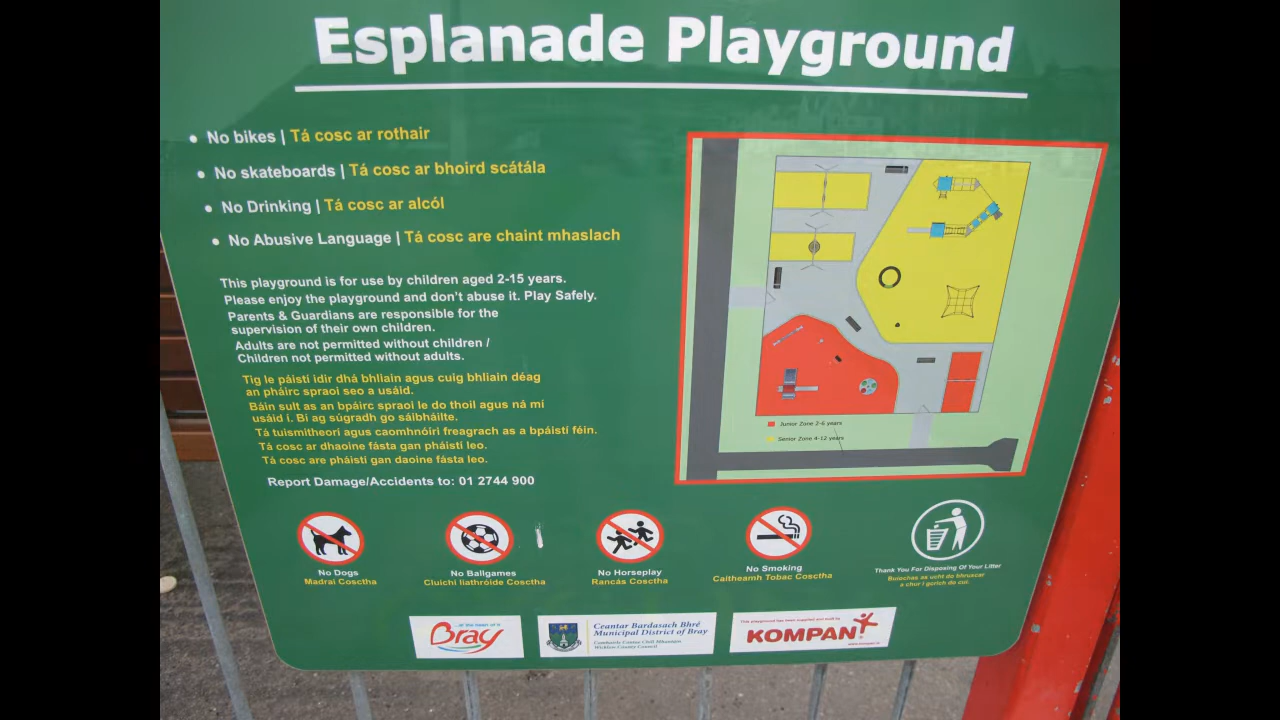 Esplanade Playground
• No bikes | Tá cosc ar rothair
• No skateboards | Tá cosc ar bhoird scátála
• No Drinking | Tá cosc ar alcól
• No Abusive Language | Tá cosc are chaint mhaslach
This playground is for use by children aged 2-15 years.
Please enjoy the playground and don't abuse it. Play Safely.
Parents & Guardians are responsible for the
supervision of their own children.
Adults are not permitted without children /
Children not permitted without adults.
Tig le páistí idir dhá bhliain agus cuig bhliain déag
an pháirc spraoi seo a usáid.
Báin sult as an bpáirc spraoi le do thoil agus ná mí
usáid í. Bí ag súgradh go sáibháilte.
Tá tuismitheorí agus caomhnóirí freagrach as a bpáistí féin.
Tá cosc ar dhaoine fásta gan pháistí leo.
Tá cosc are pháistí gan daoine fásta leo.
Report Damage/Accidents to: 01 2744 900
Junior Zone 2-6 years
Senior Zone 4-12 years
No Dogs
Madraí Cosctha
No Ballgames
Cluichí liathróide Cosctha
No Horseplay
Rancás Cosctha
No Smoking
Caitheamh Tobac Cosctha
Thank You For Disposing Of Your Litter
Buíochas as ucht do bhruscar
a chur i gcrích do cuí.
...at the heart of it
Bray
Ceantar Bardasach Bhré
Municipal District of Bray
Comhairle Contae Chill Mhantáin
Wicklow County Council
This playground has been supplied and built by
KOMPAN